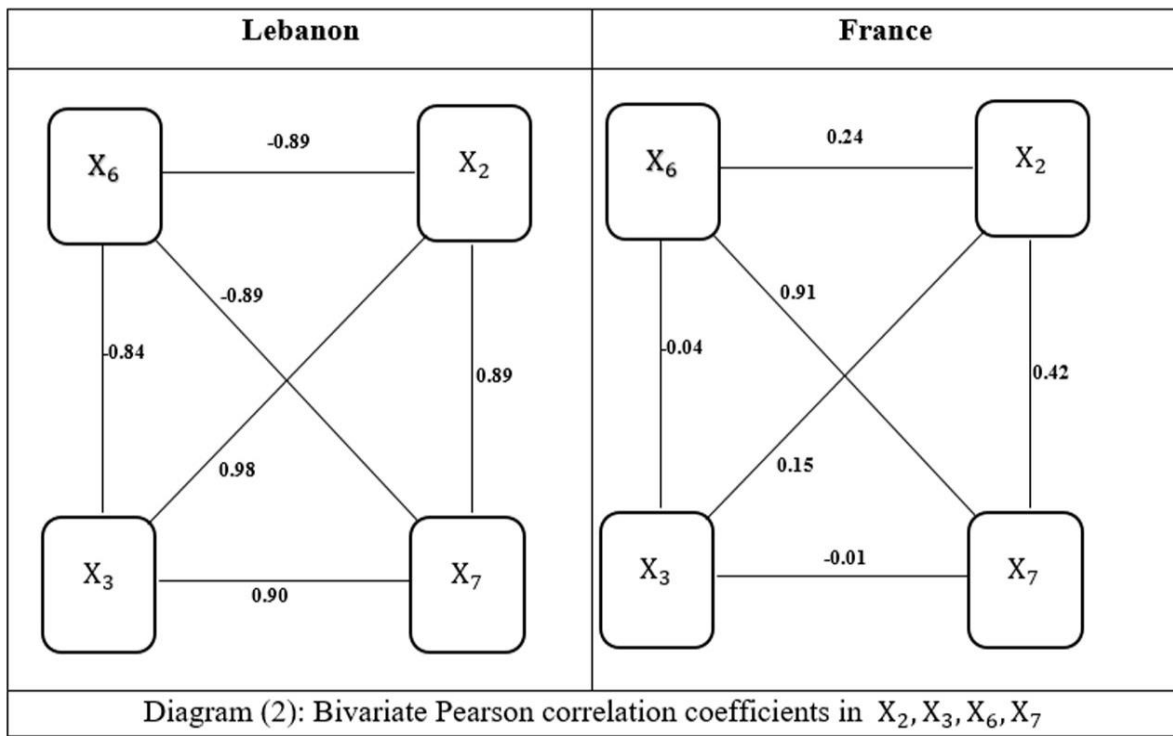 Lebanon
France
X₆
-0.89
X₂
-0.89
-0.84
0.89
0.98
X₃
0.90
X₇
X₆
0.24
X₂
0.91
-0.04
0.42
0.15
X₃
-0.01
X₇
Diagram (2): Bivariate Pearson correlation coefficients in X₂, X₃, X₆, X₇